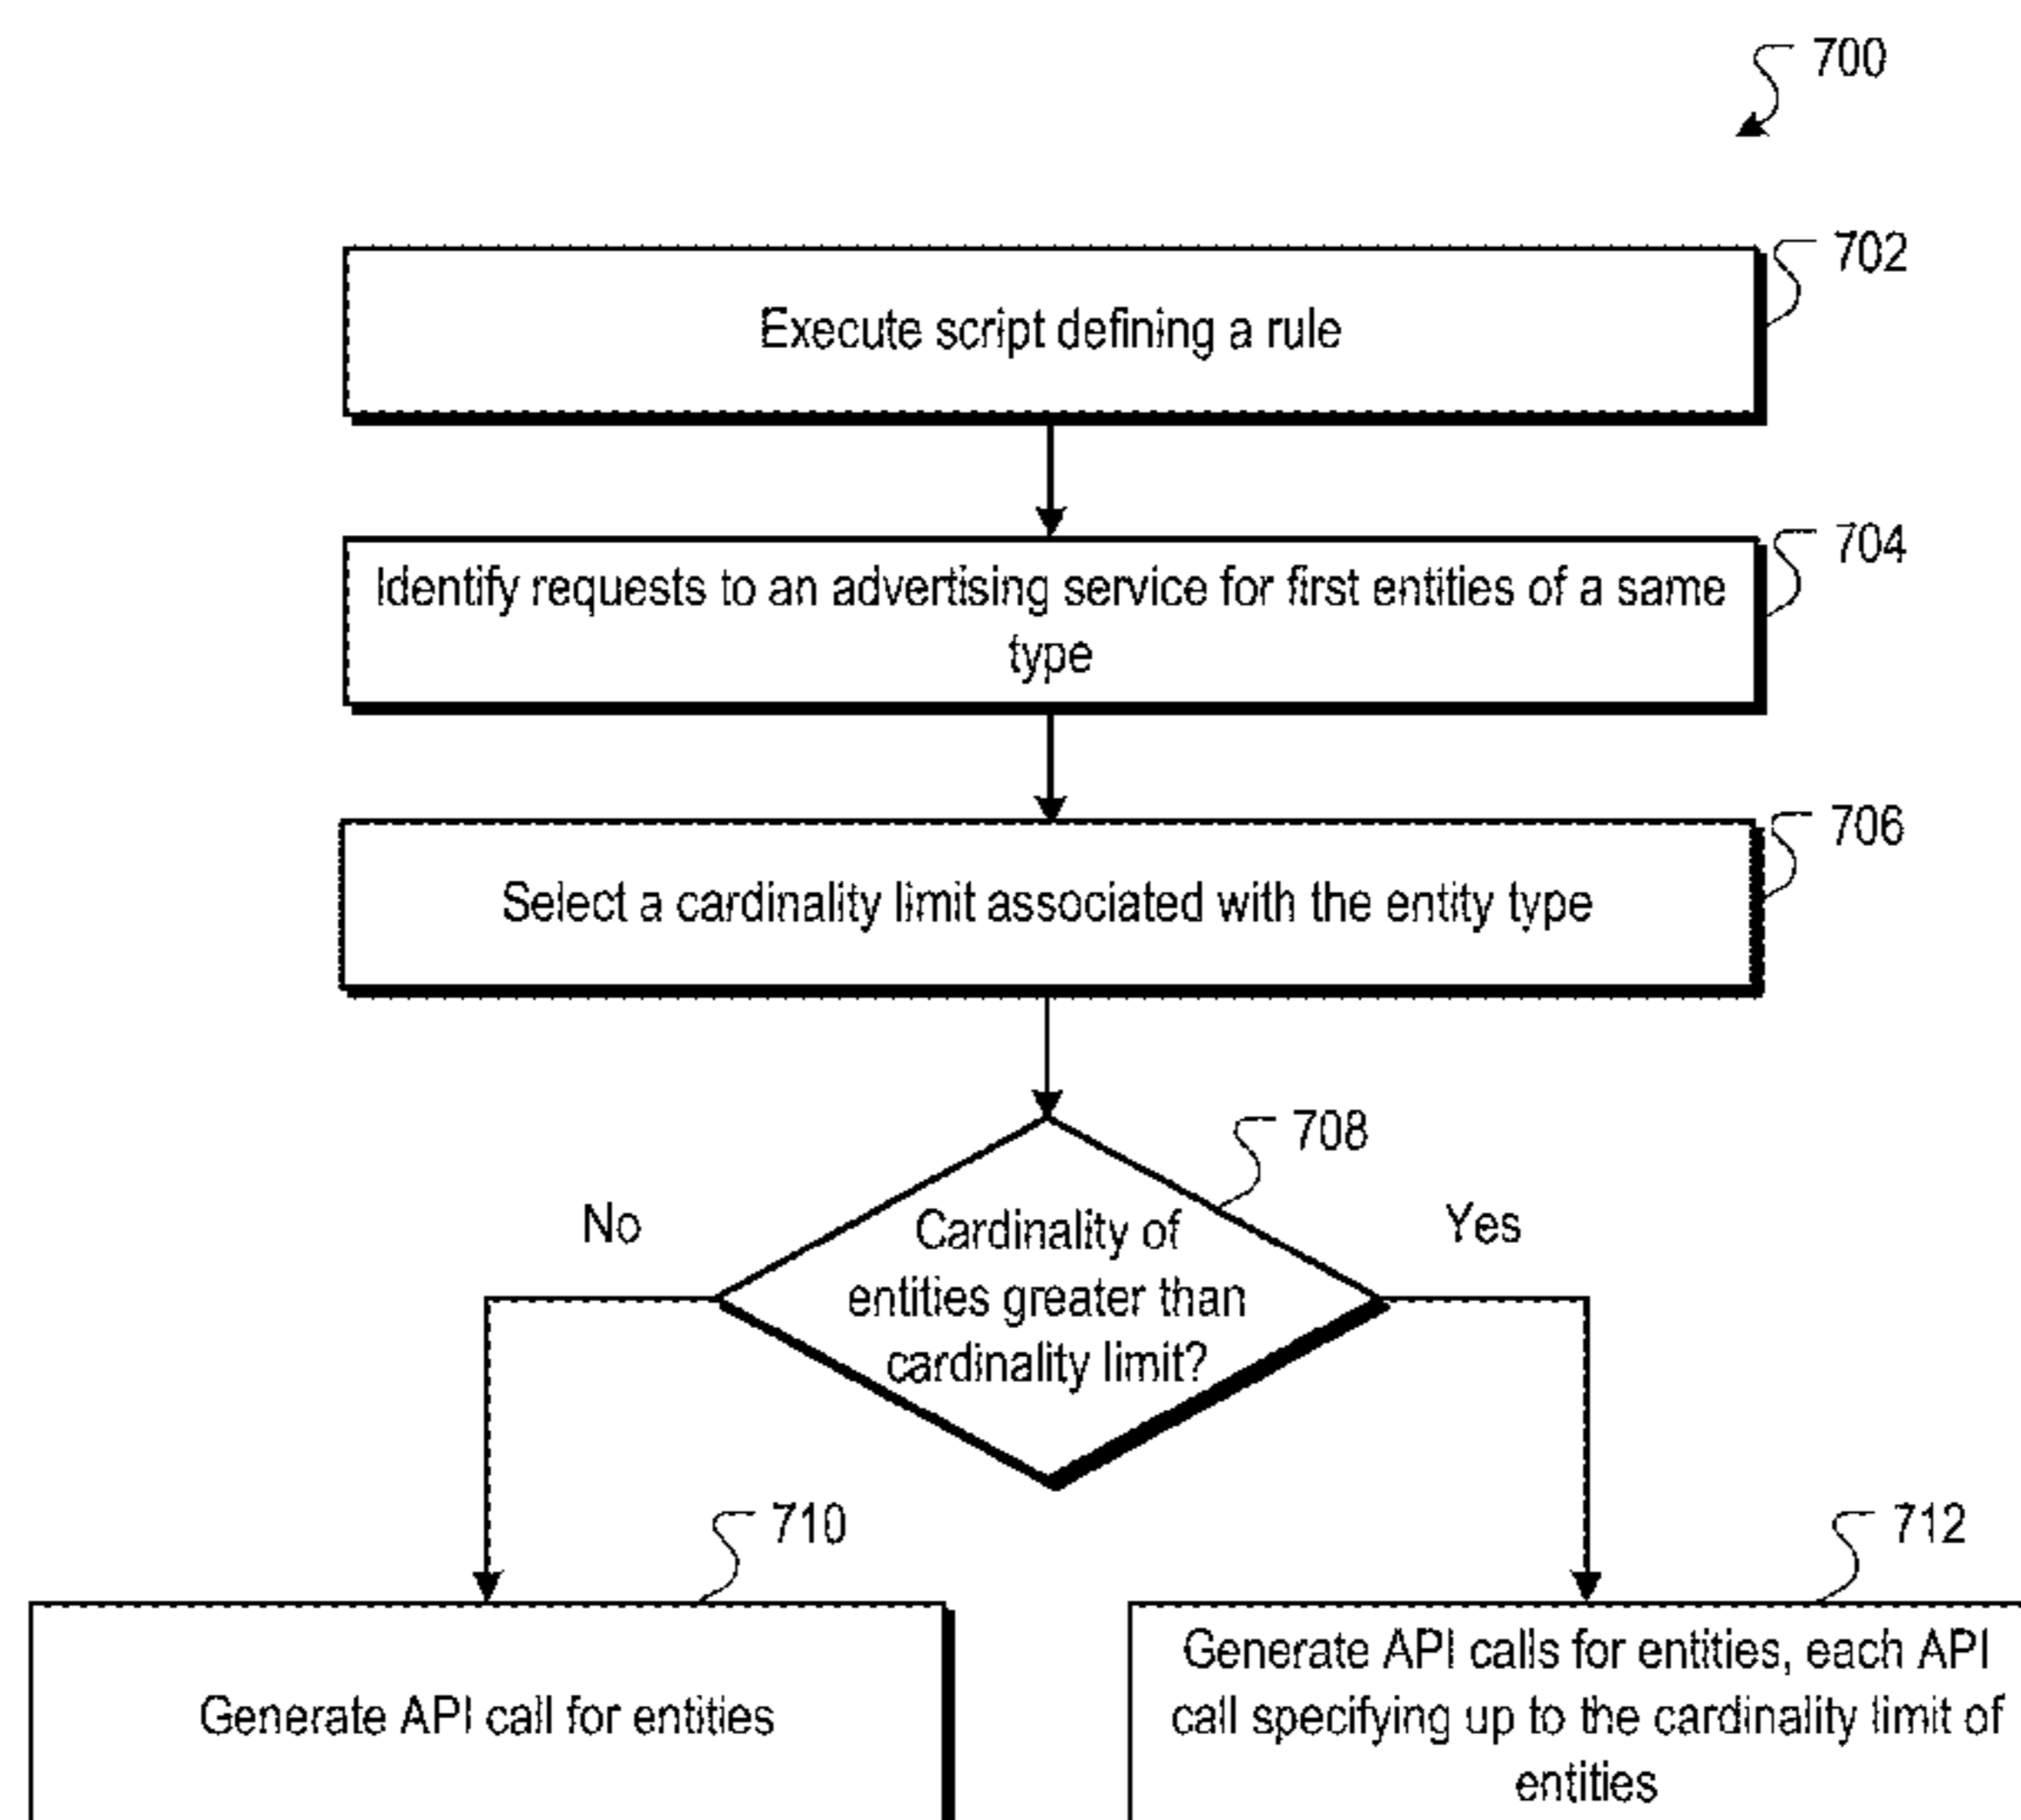 700
702
Execute script defining a rule
704
Identify requests to an advertising service for first entities of a same
type
706
Select a cardinality limit associated with the entity type
708
No
Yes
Cardinality of
entities greater than
cardinality limit?
710
712
Generate API call for entities
Generate API calls for entities, each API
call specifying up to the cardinality limit of
entities